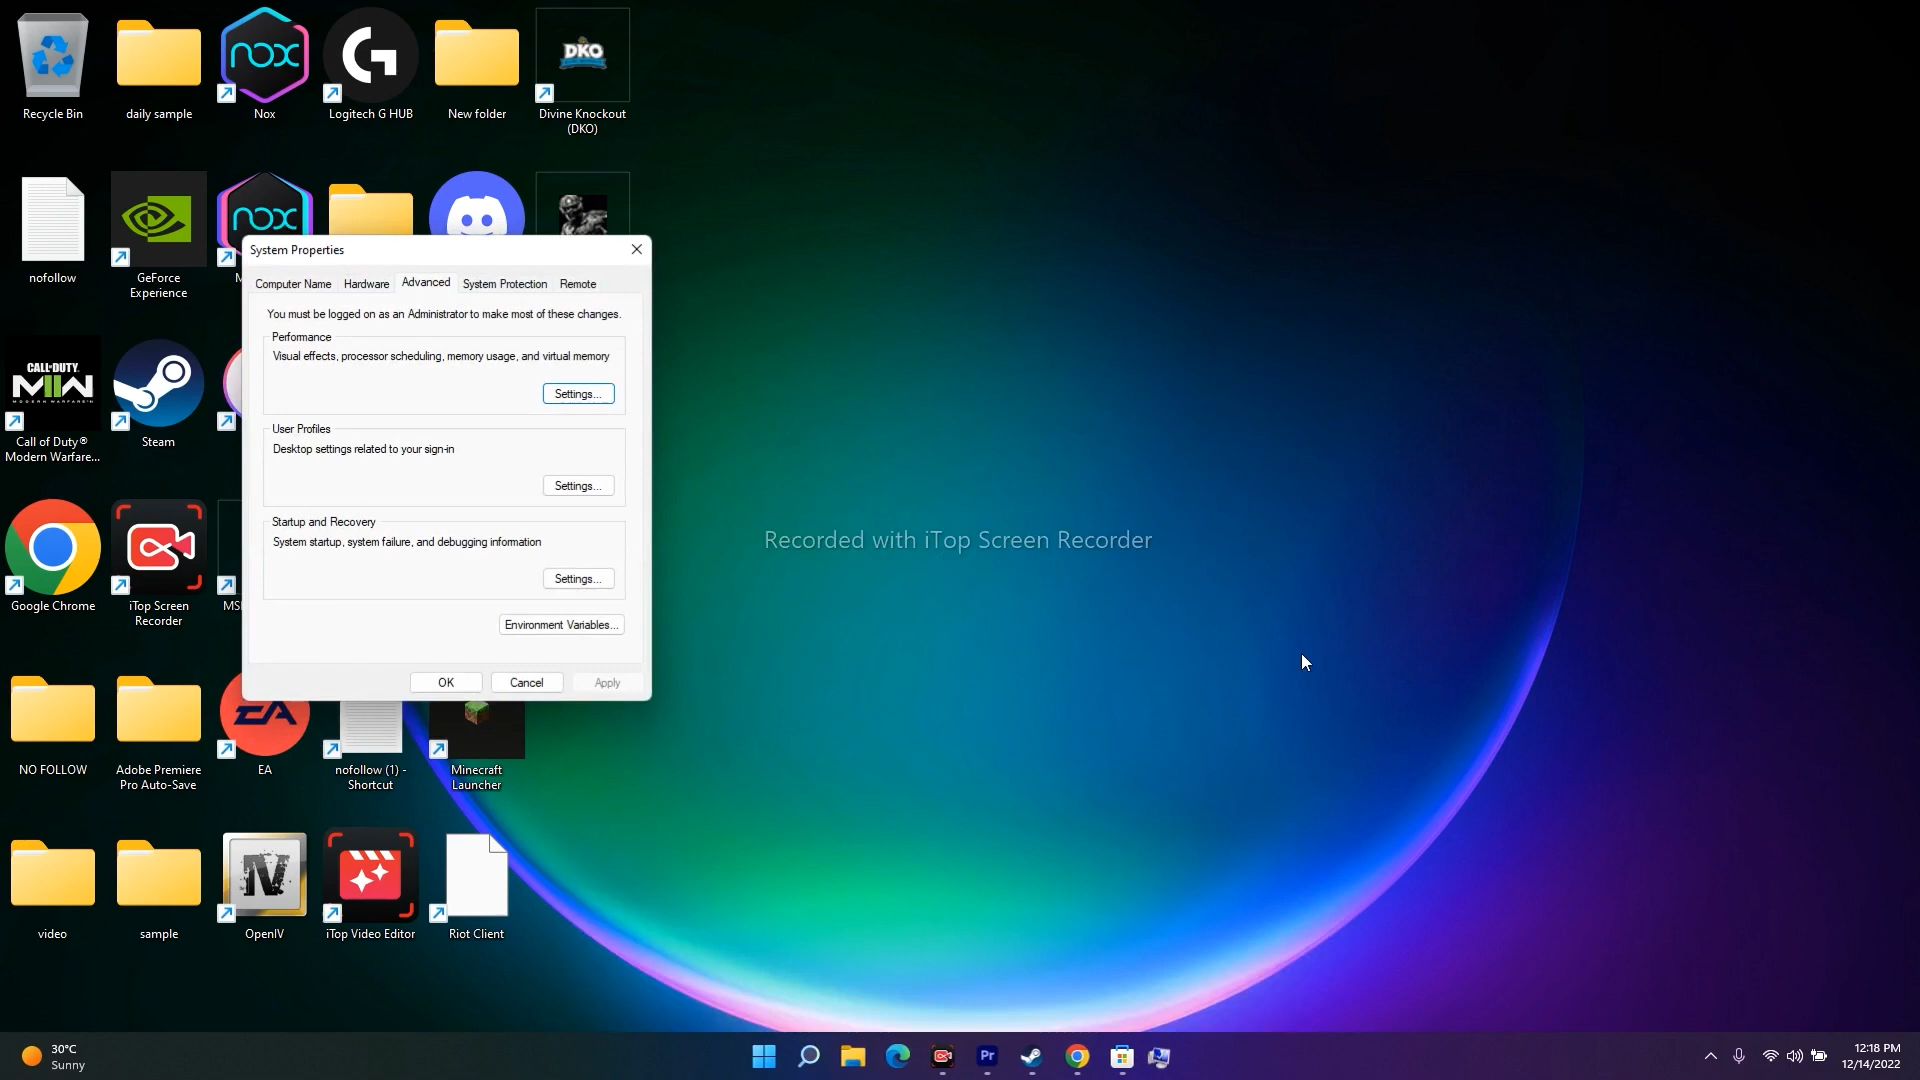 Recycle Bin
daily sample
nox
Nox
Logitech G HUB
New folder
DKO
Divine Knockout
(DKO)
nofollow
GeForce
Experience
nox
System Properties
Computer Name
Hardware
Advanced
System Protection
Remote
You must be logged on as an Administrator to make most of these changes.
Performance
Visual effects, processor scheduling, memory usage, and virtual memory
Settings...
User Profiles
Desktop settings related to your sign-in
Settings...
Startup and Recovery
System startup, system failure, and debugging information
Settings...
Environment Variables...
OK
Cancel
Apply
CALL OF DUTY
MWII
Call of Duty®
Modern Warfare...
Steam
Recorded with iTop Screen Recorder
Google Chrome
iTop Screen
Recorder
NO FOLLOW
Adobe Premiere
Pro Auto-Save
EA
EA
nofollow (1) -
Shortcut
Minecraft
Launcher
video
sample
IV
OpenIV
iTop Video Editor
Riot Client
30°C
Sunny
Pr
12:18 PM
12/14/2022